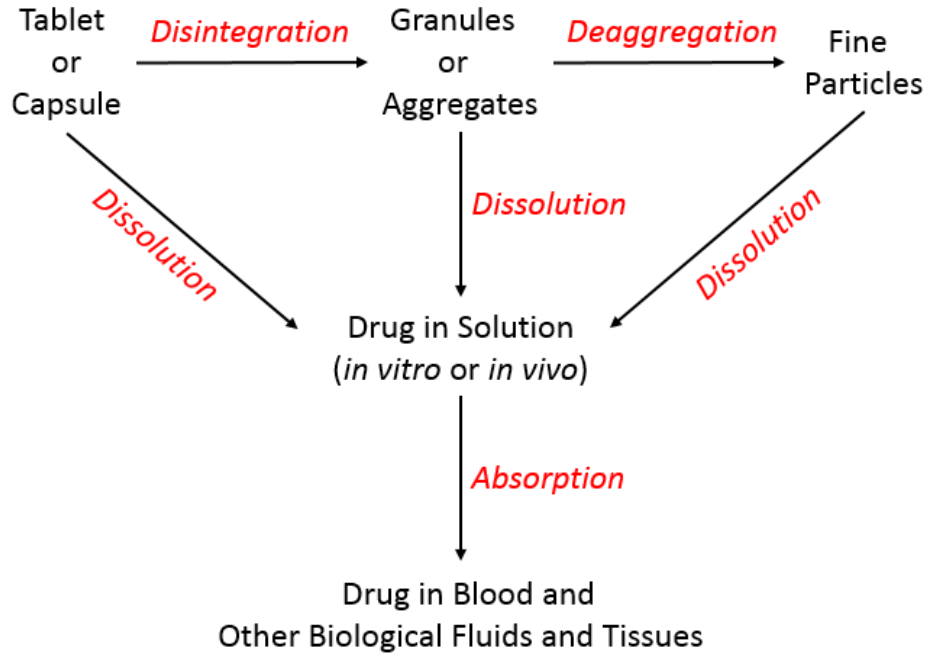 Tablet
or
Capsule
Disintegration
Granules
or
Aggregates
Deaggregation
Fine
Particles
Dissolution
Dissolution
Dissolution
Drug in Solution
(in vitro or in vivo)
Absorption
Drug in Blood and
Other Biological Fluids and Tissues